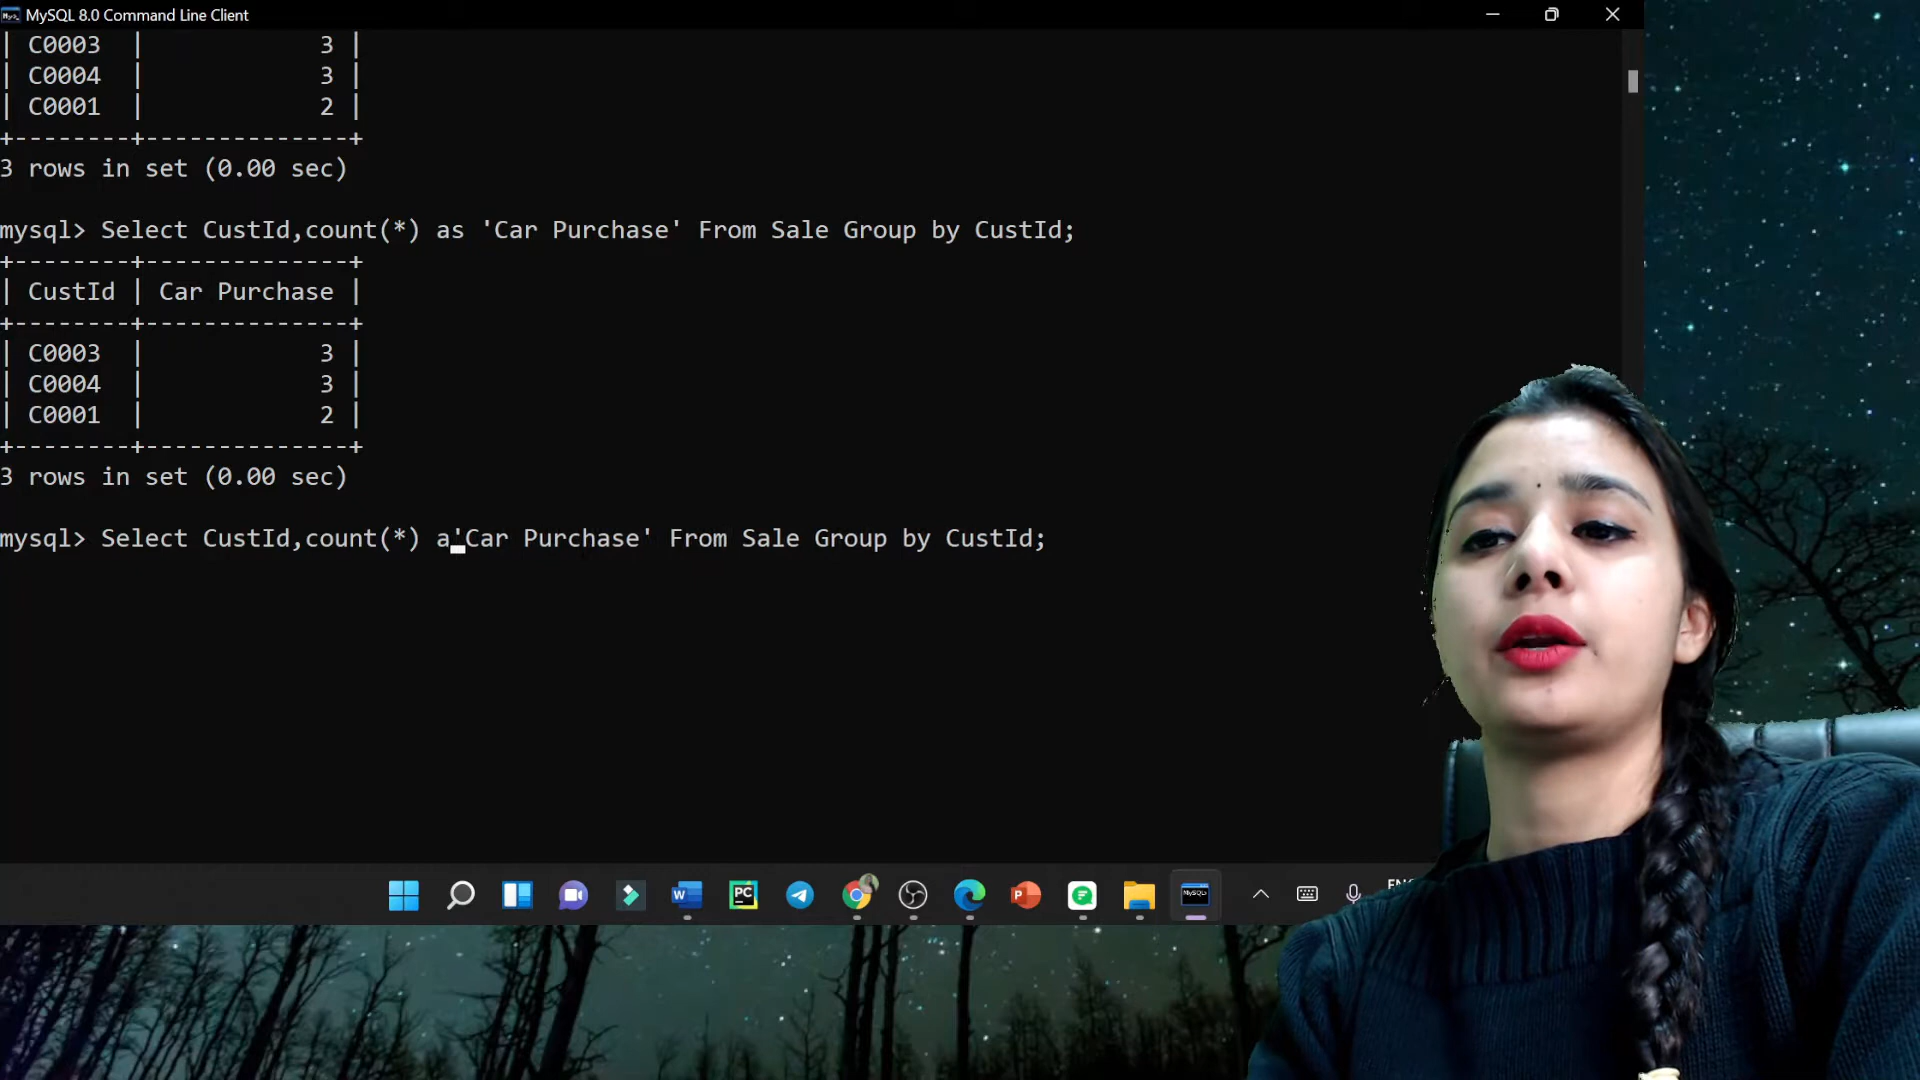 MySQL 8.0 Command Line Client
| C0003 | 3 |
| C0004 | 3 |
| C0001 | 2 |
+--------+--------------+
3 rows in set (0.00 sec)
mysql> Select CustId,count(*) as 'Car Purchase' From Sale Group by CustId;
+--------+--------------+
| CustId | Car Purchase |
+--------+--------------+
| C0003 | 3 |
| C0004 | 3 |
| C0001 | 2 |
+--------+--------------+
3 rows in set (0.00 sec)
mysql> Select CustId,count(*) a'Car Purchase' From Sale Group by CustId;